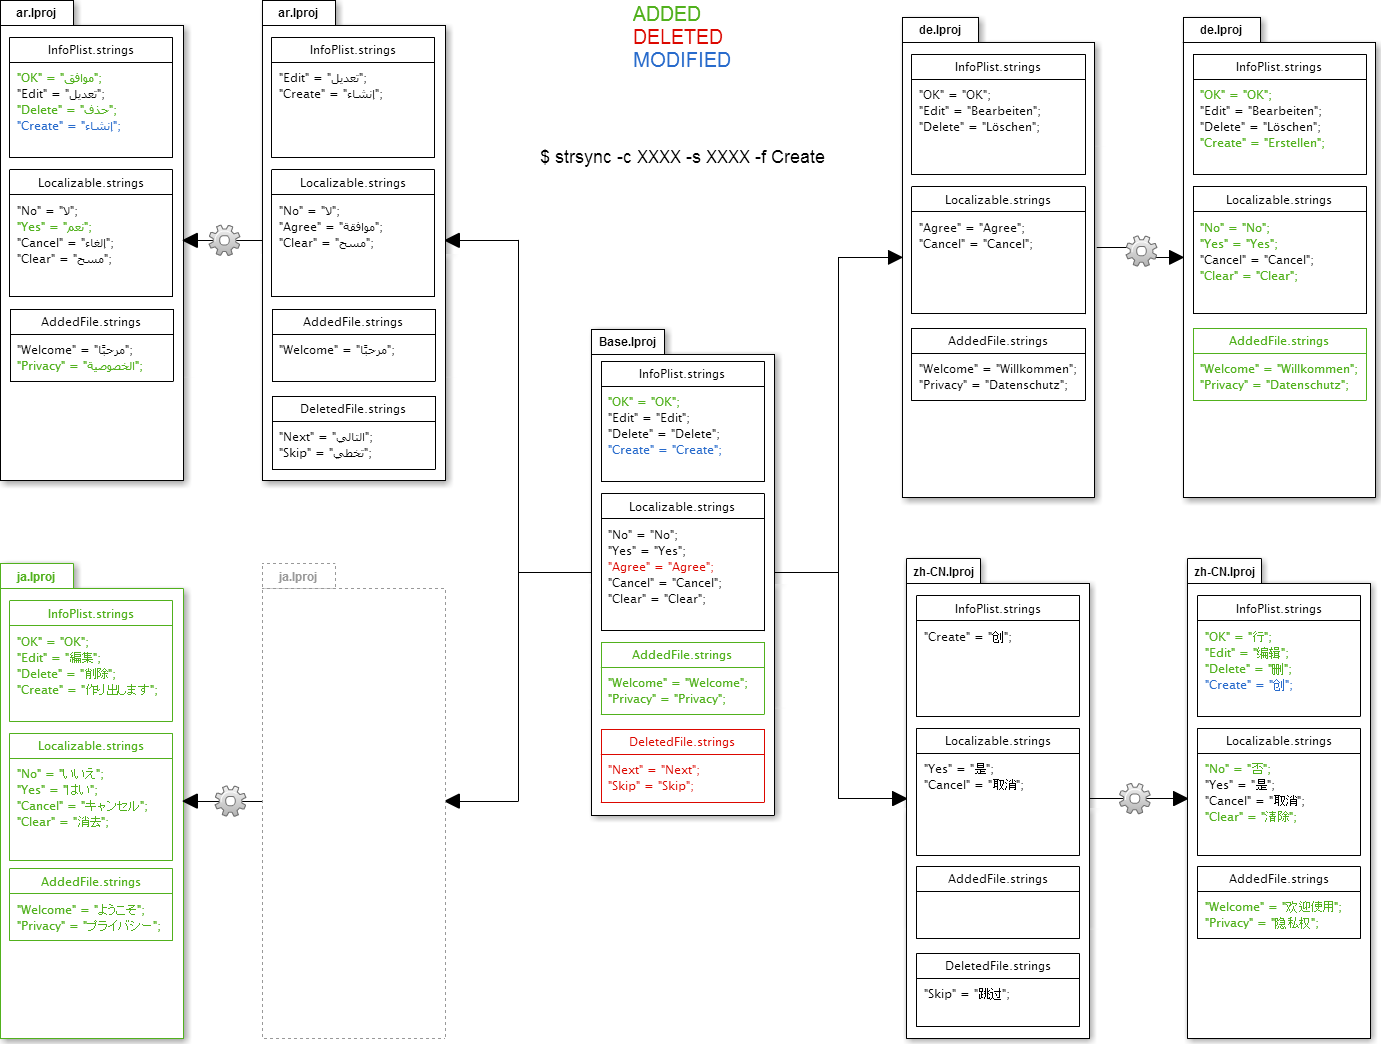 ADDED
DELETED
MODIFIED
$ strsync -c XXXX -s XXXX -f Create
ar.lproj
InfoPlist.strings
"OK" = "موافق";
"Edit" = "تعديل";
"Delete" = "حذف";
"Create" = "إنشاء";
Localizable.strings
"No" = "لا";
"Yes" = "نعم";
"Cancel" = "إلغاء";
"Clear" = "مسح";
AddedFile.strings
"Welcome" = "مرحبًا";
"Privacy" = "الخصوصية";
ar.lproj
InfoPlist.strings
"Edit" = "تعديل";
"Create" = "إنشاء";
Localizable.strings
"No" = "لا";
"Agree" = "موافقة";
"Clear" = "مسح";
AddedFile.strings
"Welcome" = "مرحبًا";
DeletedFile.strings
"Next" = "التالي";
"Skip" = "تخطي";
Base.lproj
InfoPlist.strings
"OK" = "OK";
"Edit" = "Edit";
"Delete" = "Delete";
"Create" = "Create";
Localizable.strings
"No" = "No";
"Yes" = "Yes";
"Agree" = "Agree";
"Cancel" = "Cancel";
"Clear" = "Clear";
AddedFile.strings
"Welcome" = "Welcome";
"Privacy" = "Privacy";
DeletedFile.strings
"Next" = "Next";
"Skip" = "Skip";
de.lproj
InfoPlist.strings
"OK" = "OK";
"Edit" = "Bearbeiten";
"Delete" = "Löschen";
Localizable.strings
"Agree" = "Agree";
"Cancel" = "Cancel";
AddedFile.strings
"Welcome" = "Willkommen";
"Privacy" = "Datenschutz";
de.lproj
InfoPlist.strings
"OK" = "OK";
"Edit" = "Bearbeiten";
"Delete" = "Löschen";
"Create" = "Erstellen";
Localizable.strings
"No" = "No";
"Yes" = "Yes";
"Cancel" = "Cancel";
"Clear" = "Clear";
AddedFile.strings
"Welcome" = "Willkommen";
"Privacy" = "Datenschutz";
ja.lproj
InfoPlist.strings
"OK" = "OK";
"Edit" = "編集";
"Delete" = "削除";
"Create" = "作り出します";
Localizable.strings
"No" = "いいえ";
"Yes" = "はい";
"Cancel" = "キャンセル";
"Clear" = "消去";
AddedFile.strings
"Welcome" = "ようこそ";
"Privacy" = "プライバシー";
ja.lproj
zh-CN.lproj
InfoPlist.strings
"Create" = "创";
Localizable.strings
"Yes" = "是";
"Cancel" = "取消";
AddedFile.strings
DeletedFile.strings
"Skip" = "跳过";
zh-CN.lproj
InfoPlist.strings
"OK" = "行";
"Edit" = "编辑";
"Delete" = "删";
"Create" = "创";
Localizable.strings
"No" = "否";
"Yes" = "是";
"Cancel" = "取消";
"Clear" = "清除";
AddedFile.strings
"Welcome" = "欢迎使用";
"Privacy" = "隐私权";